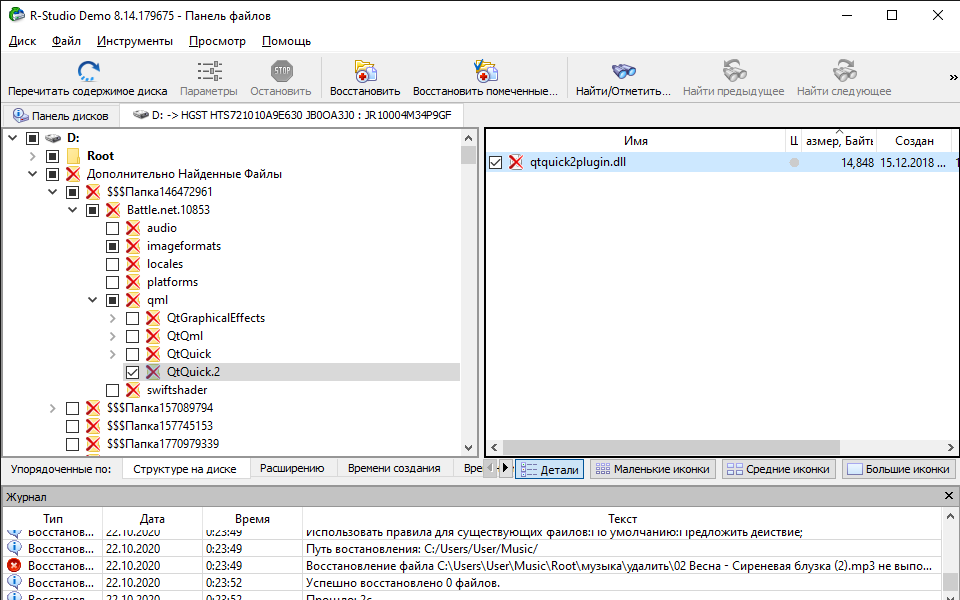 R-Studio Demo 8.14.179675 - Панель файлов
Диск Файл Инструменты Просмотр Помощь
Перечитать содержимое диска Параметры Остановить Восстановить Восстановить помеченные... Найти/Отметить... Найти предыдущее Найти следующее »
Панель дисков D: -> HGST HTS721010A9E630 JB0OA3J0 : JR10004M34P9GF
D:
Root
Дополнительно Найденные Файлы
$$$Папка146472961
Battle.net.10853
audio
imageformats
locales
platforms
qml
QtGraphicalEffects
QtQml
QtQuick
QtQuick.2
swiftshader
$$$Папка157089794
$$$Папка157745153
$$$Папка1770979339
Имя Ц азмер, Байты Создан
qtquick2plugin.dll 14,848 15.12.2018 ... 1
Упорядоченные по: Структуре на диске Расширению Времени создания Вре
Детали Маленькие иконки Средние иконки Большие иконки
Журнал
Тип Дата Время Текст
Восстанов... 22.10.2020 0:23:49 Использовать правила для существующих файлов:По умолчанию:Предложить действие;
Восстанов... 22.10.2020 0:23:49 Путь востановления: C:/Users/User/Music/
Восстанов... 22.10.2020 0:23:49 Восстановление файла C:\Users\User\Music\Root\музыка\удалить\02 Весна - Сиреневая блузка (2).mp3 не выпо...
Восстанов... 22.10.2020 0:23:52 Успешно восстановлено 0 файлов.
Восстанов... 22.10.2020 0:23:52 Прошло: 2с